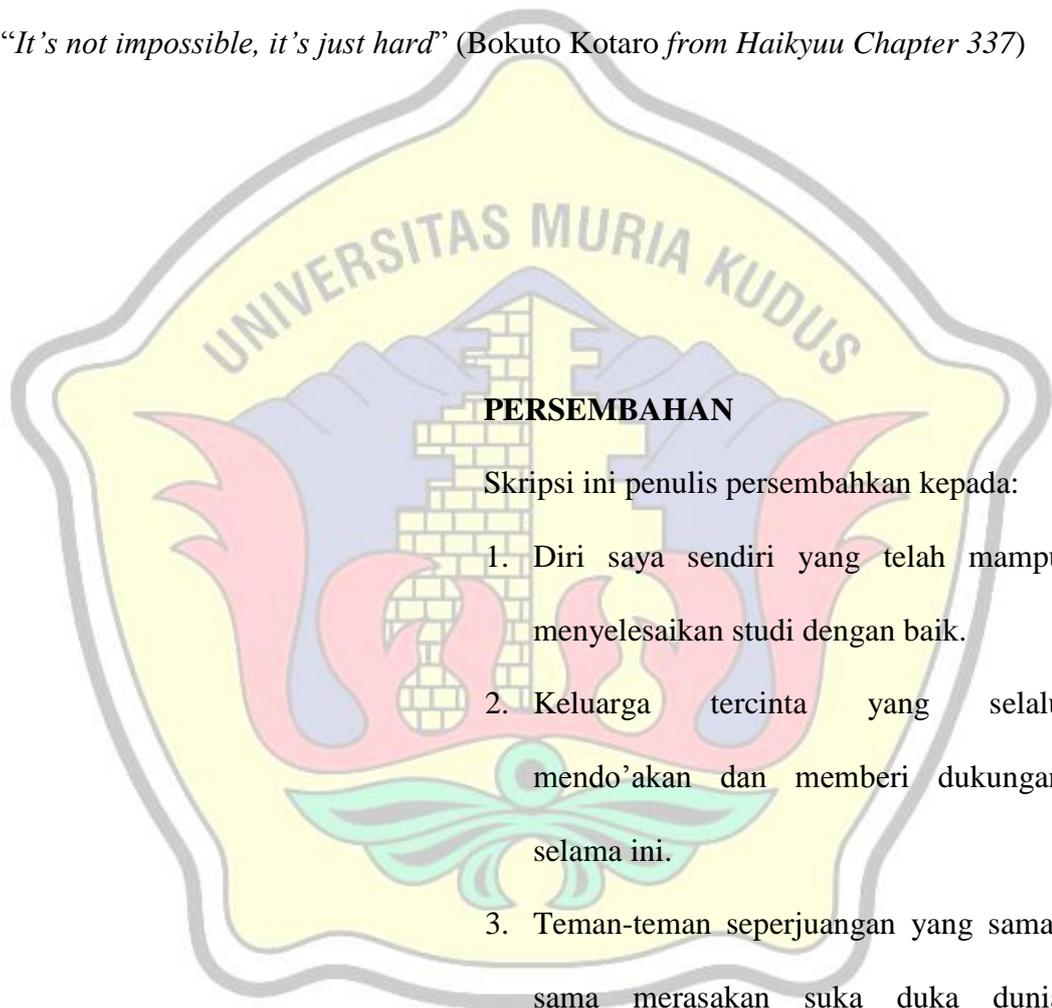 “It’s not impossible, it’s just hard” (Bokuto Kotaro from Haikyuu Chapter 337)
UNIVERSITAS MURIA KUDUS
PERSEMBAHAN
Skripsi ini penulis persembahkan kepada:
1. Diri saya sendiri yang telah mampu
menyelesaikan studi dengan baik.
2. Keluarga tercinta yang selalu
mendo’akan dan memberi dukungan
selama ini.
3. Teman-teman seperjuangan yang sama-
sama merasakan suka duka dunia